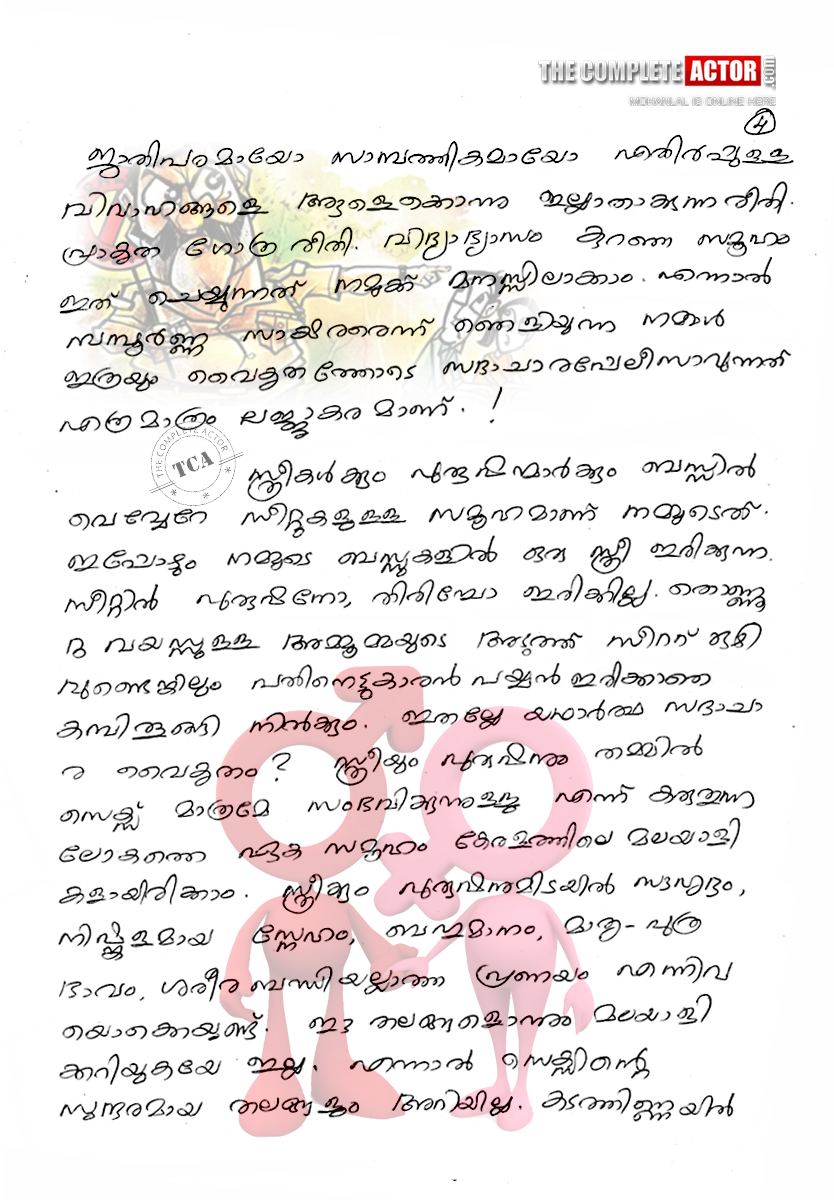 THE COMPLETE ACTOR .com
MOHANLAL IS ONLINE HERE
4
ജാതിപരമായോ സാമ്പത്തികമായോ എതിർപ്പുള്ള
വിവാഹങ്ങളെ ആളെക്കൊന്നു ഇല്ലാതാക്കുന്ന രീതി.
പ്രാകൃത ഗോത്ര രീതി. വിദ്യാഭ്യാസം കുറഞ്ഞ സമൂഹം
ഇത് ചെയ്യുന്നത് നമുക്ക് മനസ്സിലാക്കാം. എന്നാൽ
സമ്പൂർണ്ണ സാക്ഷരരെന്ന് ഞെളിയുന്ന നമ്മൾ
ഇത്രയും വൈകൃതത്തോടെ സദാചാരപ്പോലീസാവുന്നത്
എത്രമാത്രം ലജ്ജാകരമാണ്. !
THE COMPLETE ACTOR
TCA
സ്ത്രീകൾക്കും പുരുഷന്മാർക്കും ബസ്സിൽ
വെവ്വേറേ സീറ്റുകളുള്ള സമൂഹമാണ് നമ്മുടെത്.
ഇപ്പോഴും നമ്മുടെ ബസ്സുകളിൽ ഒരു സ്ത്രീ ഇരിക്കുന്ന.
സീറ്റിൽ പുരുഷനോ, തിരിച്ചോ ഇരിക്കില്ല. തൊണ്ണൂ
റു വയസ്സുള്ള അമ്മൂമ്മയുടെ അടുത്ത് സീററ് ഒഴി
വുണ്ടെങ്കിലും പതിനെട്ടുകാരൻ പയ്യൻ ഇരിക്കാതെ
കമ്പിതൂങ്ങി നിൽക്കും. ഇതല്ലേ യഥാർത്ഥ സദാചാ
ര വൈകൃതം? സ്ത്രീയും പുരുഷനും തമ്മിൽ
സെക്സ് മാത്രമേ സംഭവിക്കുന്നുള്ളൂ എന്ന് കരുതുന്ന
ലോകത്തെ ഏക സമൂഹം കേരളത്തിലെ മലയാളി
കളായിരിക്കാം. സ്ത്രീക്കും പുരുഷനുമിടയിൽ സൗഹൃദം,
നിഷ്കളമായ സ്നേഹം, ബഹുമാനം, മാതൃ-പുത്ര
ഭാവം, ശരീര ബന്ധിയല്ലാത്ത പ്രണയം എന്നിവ
യൊക്കെയുണ്ട്. ഈ തലങ്ങളൊന്നും മലയാളി
ക്കറിയുകയേ ഇല്ല. എന്നാൽ സെക്സിന്റെ
സുന്ദരമായ തലങ്ങളും അറിയില്ല. കടത്തിണ്ണയിൽ